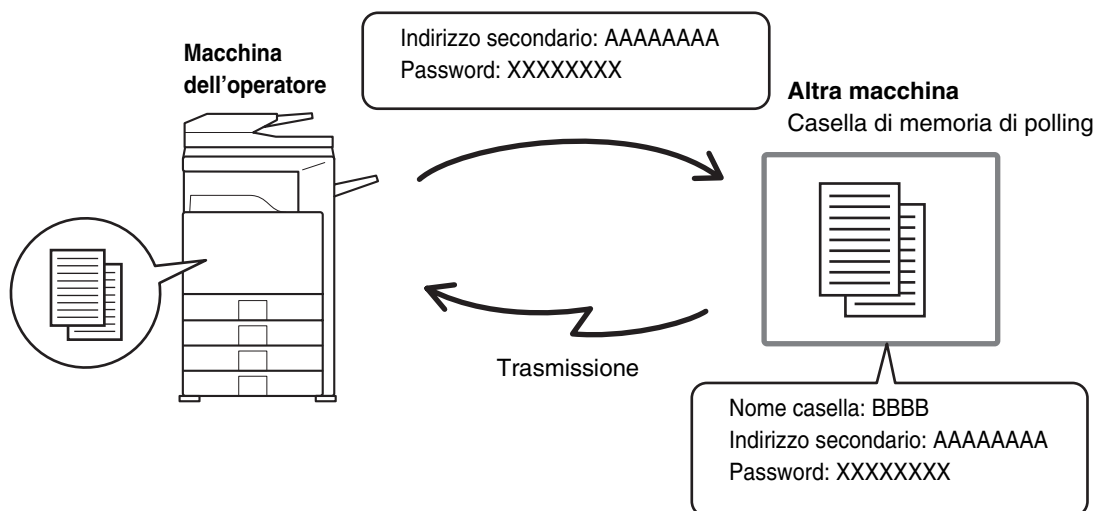 Macchina
dell'operatore
Indirizzo secondario: AAAAAAAA
Password: XXXXXXXX
Altra macchina
Casella di memoria di polling
Trasmissione
Nome casella: BBBB
Indirizzo secondario: AAAAAAAA
Password: XXXXXXXX